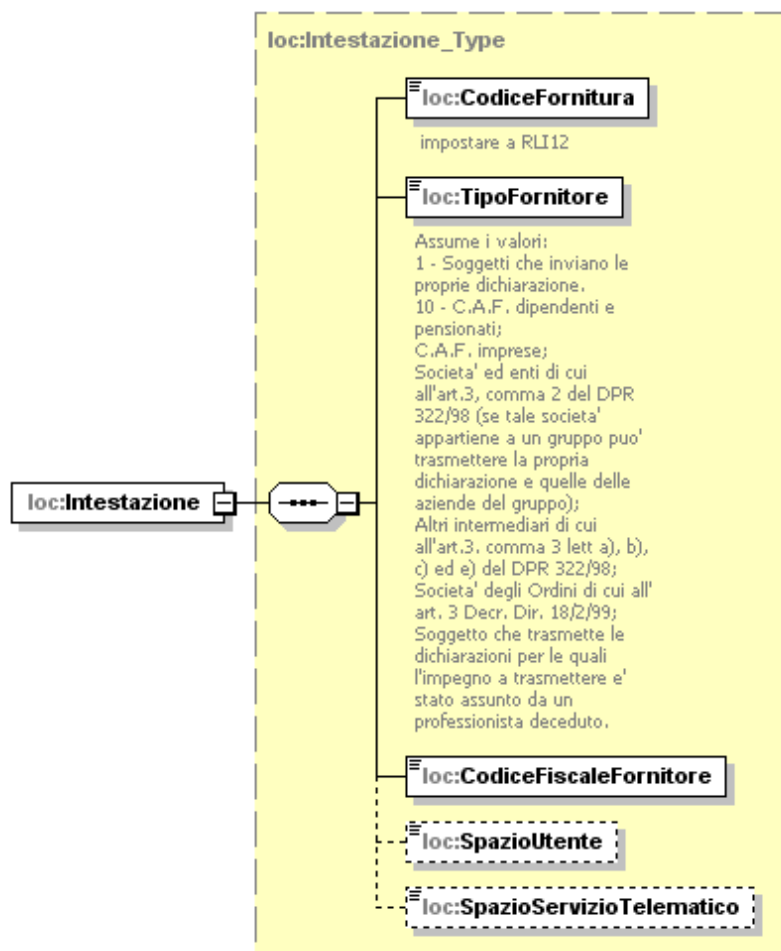 loc:Intestazione_Type
loc:CodiceFornitura
impostare a RLI12
loc:TipoFornitore
Assume i valori:
1 - Soggetti che inviano le
proprie dichiarazione.
10 - C.A.F. dipendenti e
pensionati;
C.A.F. imprese;
Societa' ed enti di cui
all'art.3, comma 2 del DPR
322/98 (se tale societa'
appartiene a un gruppo puo'
trasmettere la propria
dichiarazione e quelle delle
aziende del gruppo);
Altri intermediari di cui
all'art.3. comma 3 lett a), b),
c) ed e) del DPR 322/98;
Societa' degli Ordini di cui all'
art. 3 Decr. Dir. 18/2/99;
Soggetto che trasmette le
dichiarazioni per le quali
l'impegno a trasmettere e'
stato assunto da un
professionista deceduto.
loc:Intestazione
loc:CodiceFiscaleFornitore
loc:SpazioUtente
loc:SpazioServizioTelematico